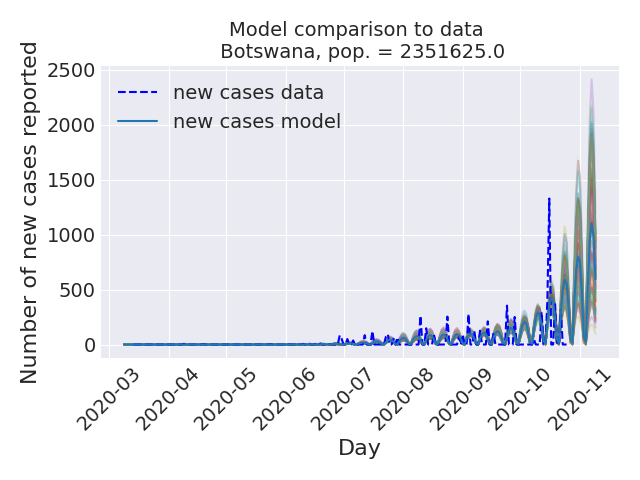 Model comparison to data
Botswana, pop. = 2351625.0
Number of new cases reported
2500
2000
1500
1000
500
0
new cases data
new cases model
2020-03
2020-04
2020-05
2020-06
2020-07
2020-08
2020-09
2020-10
2020-11
Day